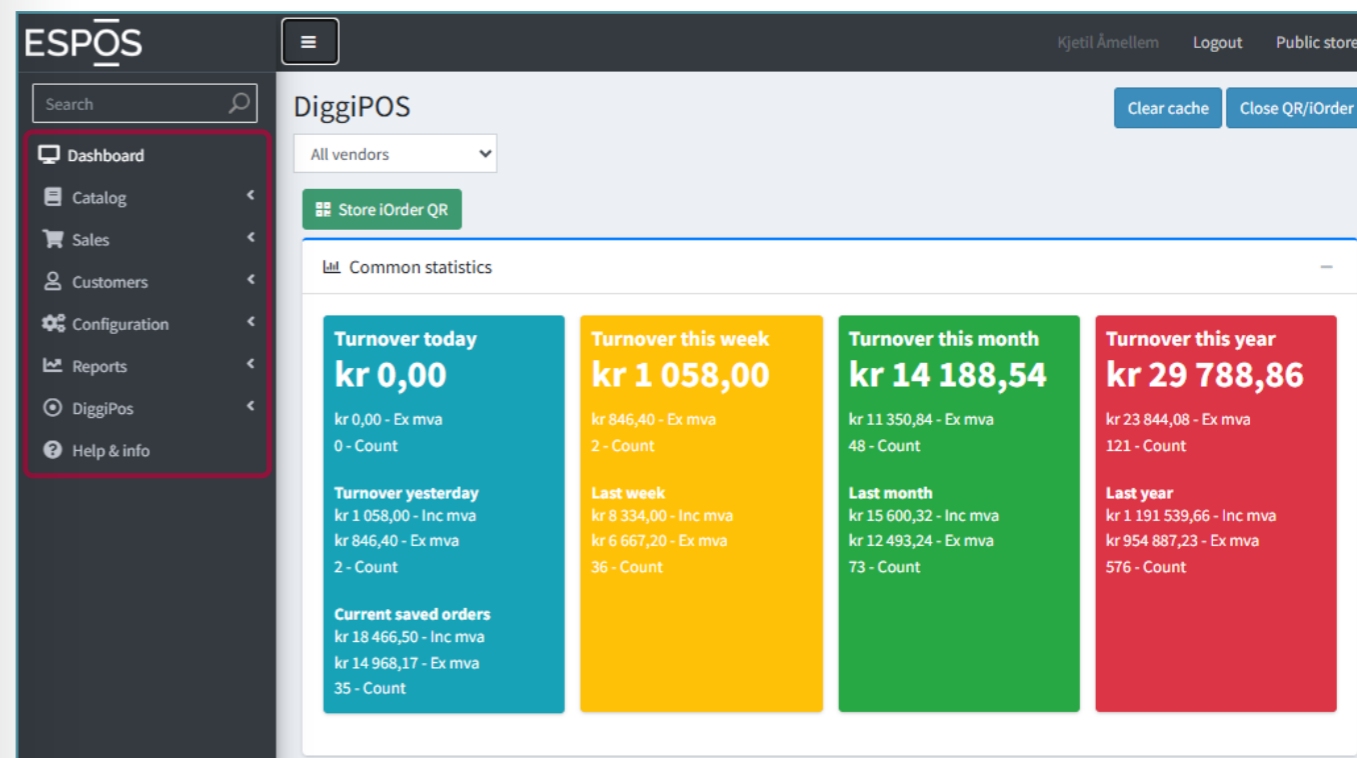 ESPŌS
Kjetil Åmellem Logout Public store
Search
Dashboard
Catalog
Sales
Customers
Configuration
Reports
DiggiPos
Help & info
DiggiPOS
Clear cache Close QR/iOrder
All vendors
Store iOrder QR
Common statistics
Turnover today
kr 0,00
kr 0,00 - Ex mva
0 - Count
Turnover yesterday
kr 1 058,00 - Inc mva
kr 846,40 - Ex mva
2 - Count
Current saved orders
kr 18 466,50 - Inc mva
kr 14 968,17 - Ex mva
35 - Count
Turnover this week
kr 1 058,00
kr 846,40 - Ex mva
2 - Count
Last week
kr 8 334,00 - Inc mva
kr 6 667,20 - Ex mva
36 - Count
Turnover this month
kr 14 188,54
kr 11 350,84 - Ex mva
48 - Count
Last month
kr 15 600,32 - Inc mva
kr 12 493,24 - Ex mva
73 - Count
Turnover this year
kr 29 788,86
kr 23 844,08 - Ex mva
121 - Count
Last year
kr 1 191 539,66 - Inc mva
kr 954 887,23 - Ex mva
576 - Count